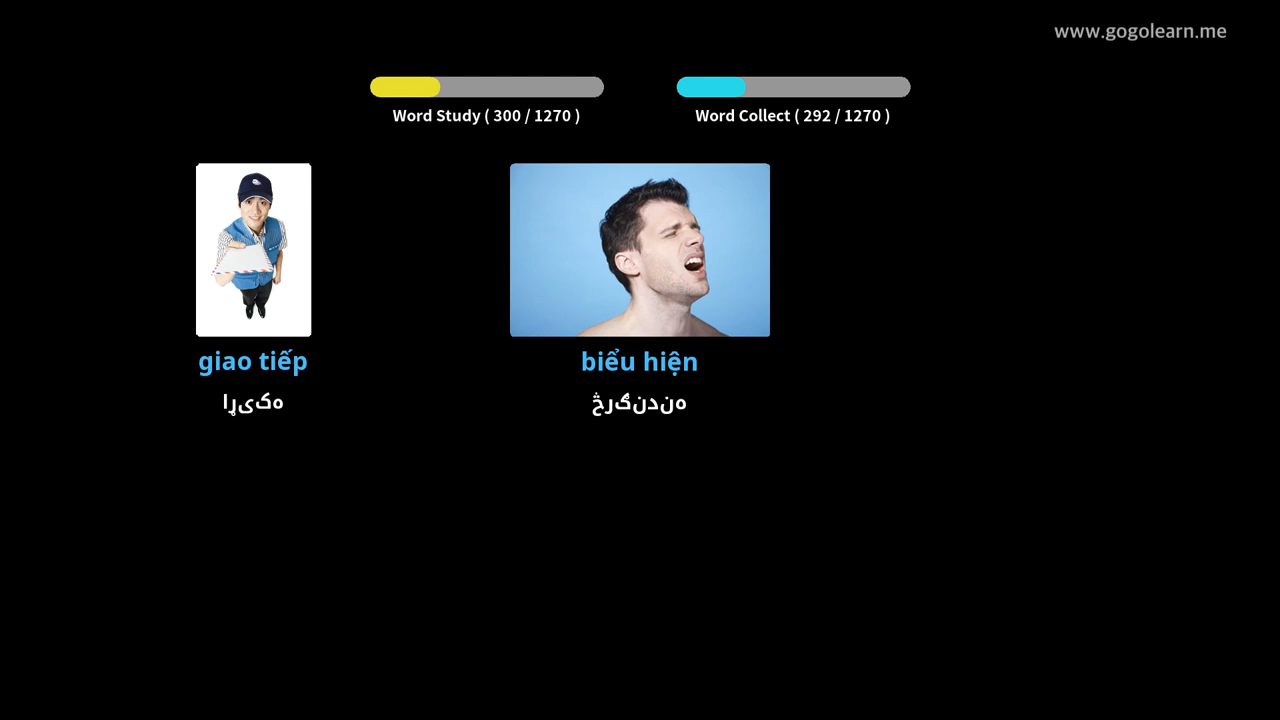 www.gogolearn.me
Word Study ( 300 / 1270 )
Word Collect ( 292 / 1270 )
giao tiếp
اړیکه
biểu hiện
څرګندنه